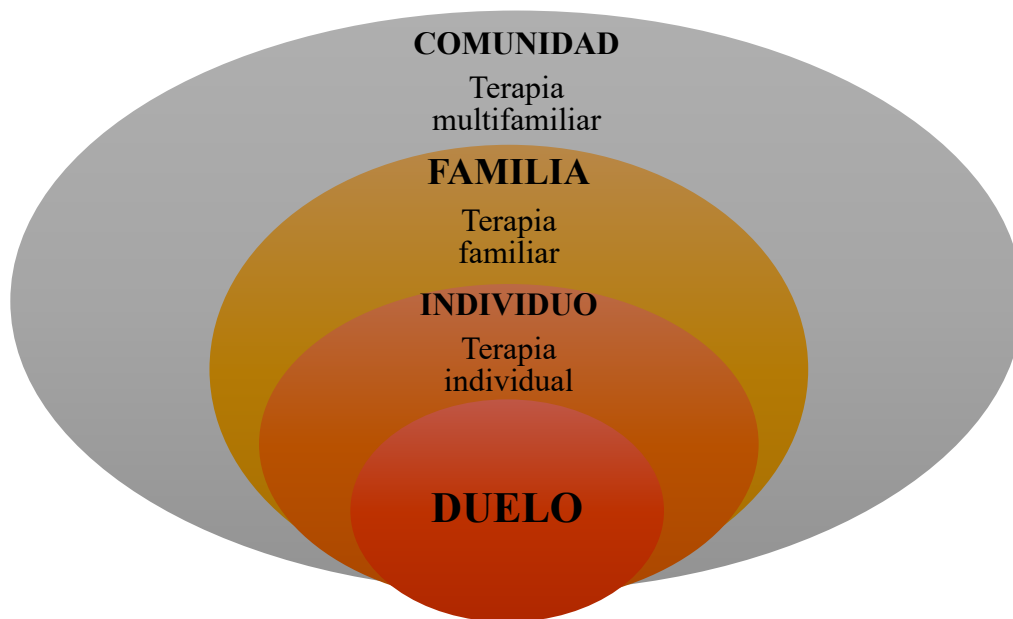 COMUNIDAD
Terapia
multifamiliar
FAMILIA
Terapia
familiar
INDIVIDUO
Terapia
individual
DUELO